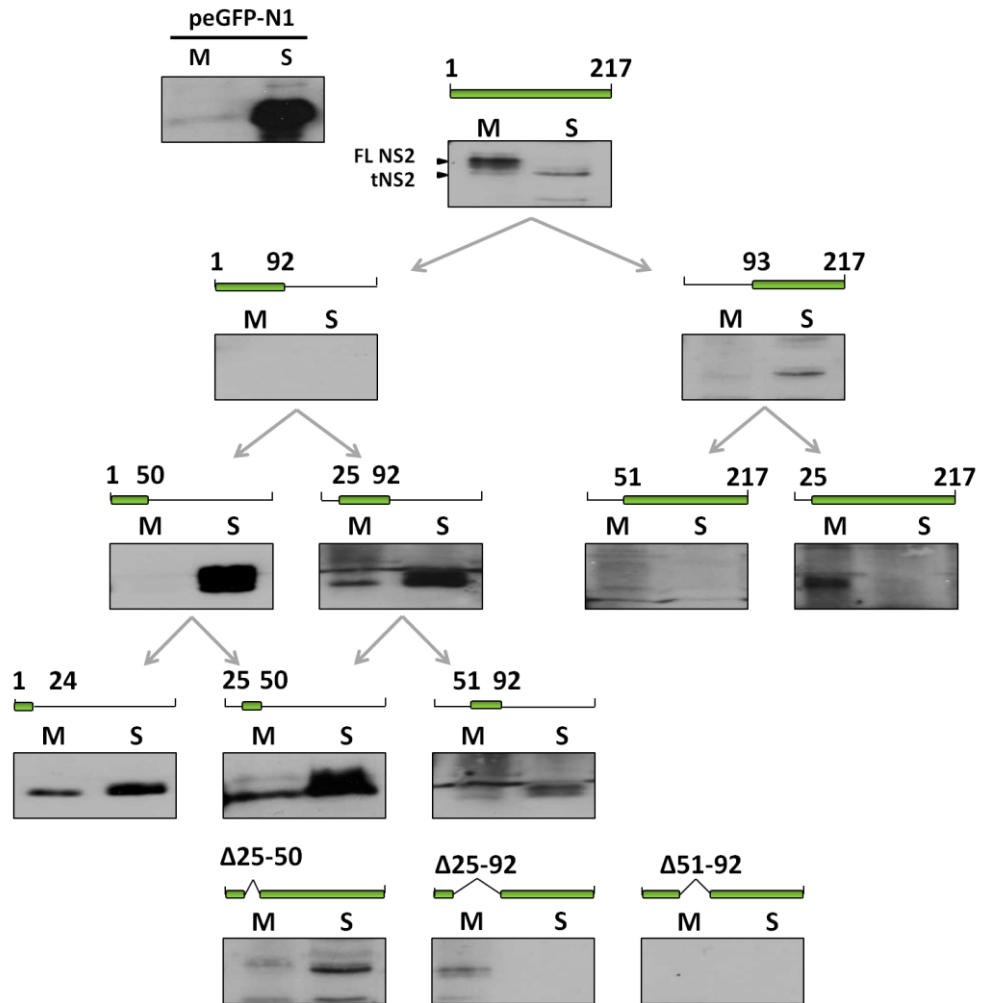 peGFP-N1
M S
1 217
M S
FL NS2
tNS2
1 92
M S
93 217
M S
1 50
M S
25 92
M S
51 217
M S
25 217
M S
1 24
M S
25 50
M S
51 92
M S
Δ25-50
M S
Δ25-92
M S
Δ51-92
M S